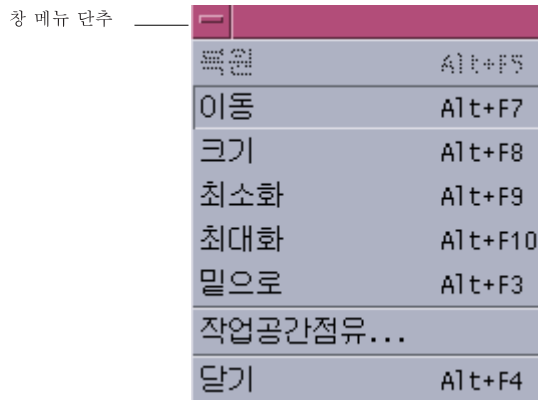 창 메뉴 단추
복원 Alt+F5
이동 Alt+F7
크기 Alt+F8
최소화 Alt+F9
최대화 Alt+F10
밑으로 Alt+F3
작업공간점유...
닫기 Alt+F4